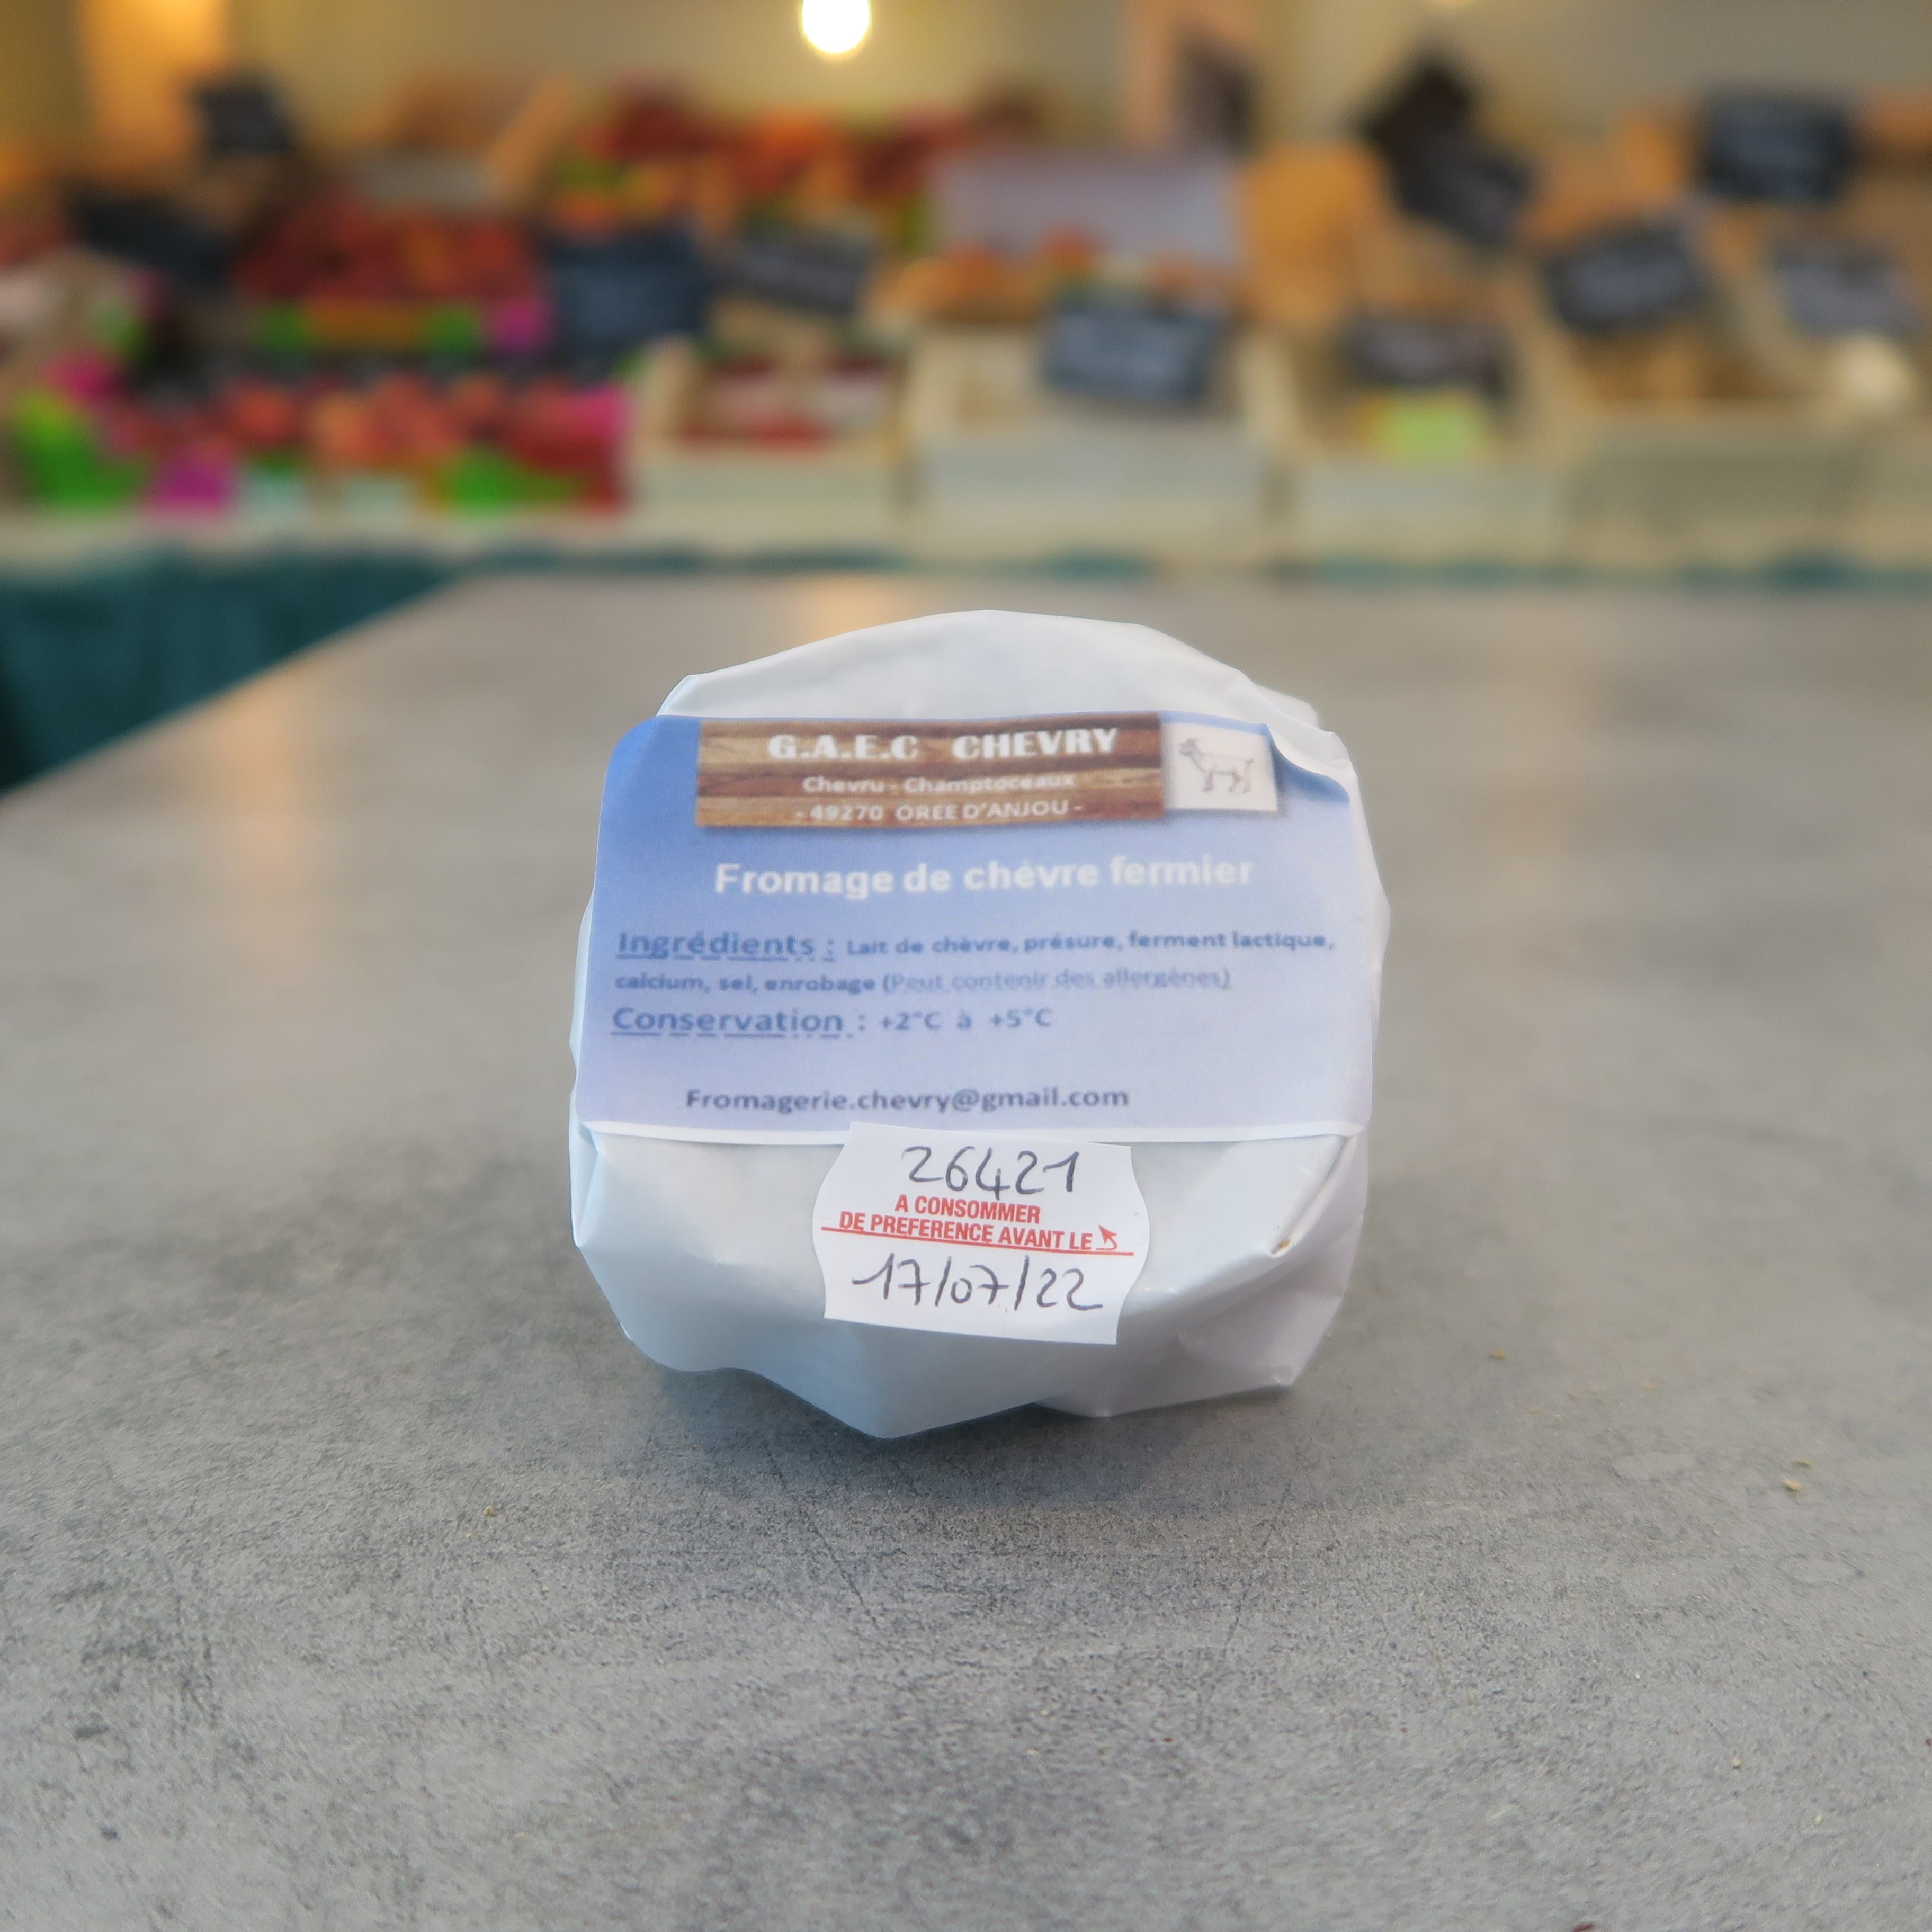 G.A.E.C CHEVRY
Chevru - Champtoceaux
- 49270 OREE D'ANJOU -
Fromage de chèvre fermier
Ingrédients : Lait de chèvre, présure, ferment lactique,
calcium, sel, enrobage (Peut contenir des allergènes)
Conservation : +2°C à +5°C
Fromagerie.chevry@gmail.com
26421
A CONSOMMER
DE PREFERENCE AVANT LE
17/07/22